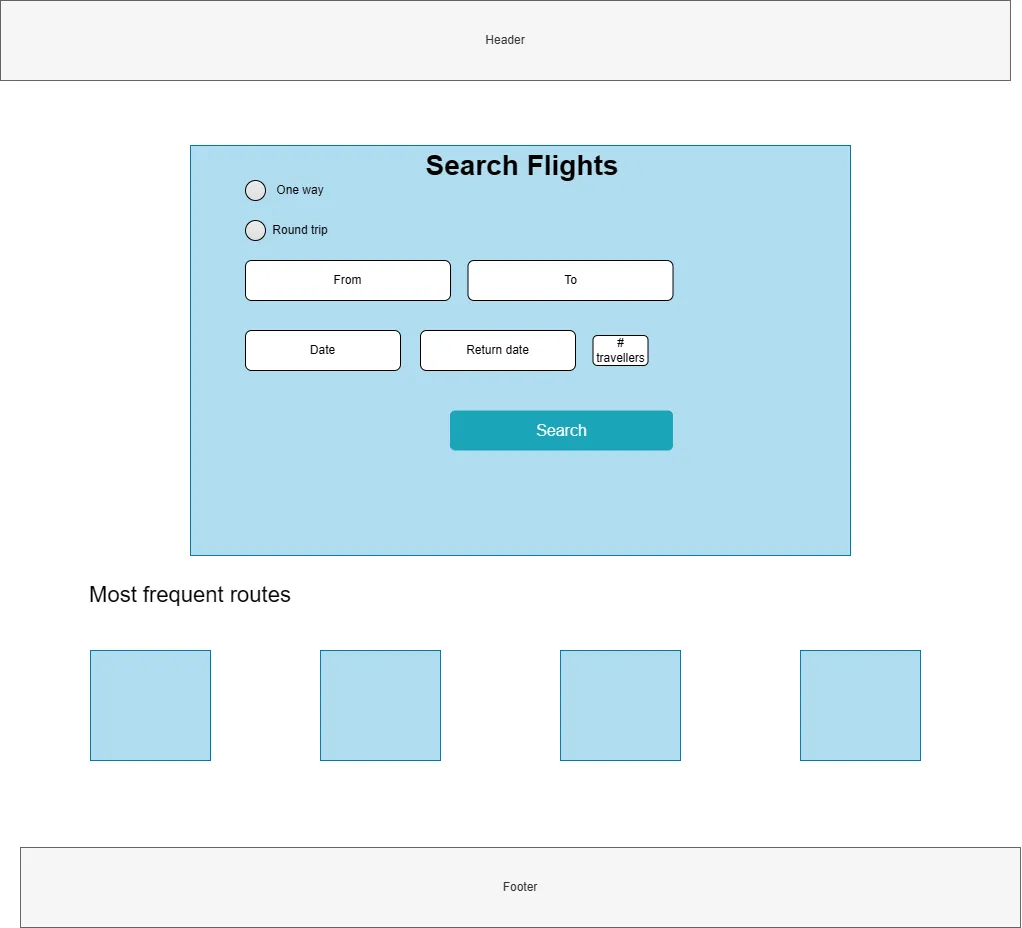 Header
Search Flights
One way
Round trip
From
To
Date
Return date
#
travellers
Search
Most frequent routes
Footer